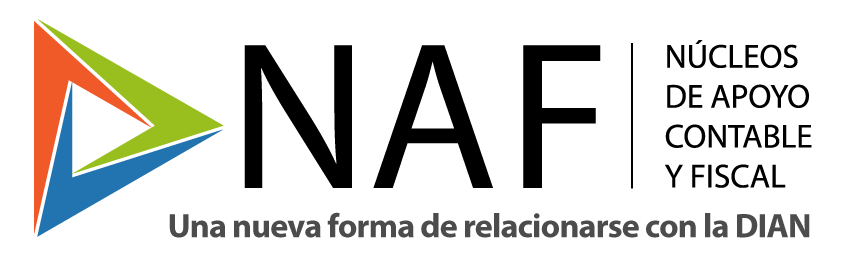 NAF
NÚCLEOS
DE APOYO
CONTABLE
Y FISCAL
Una nueva forma de relacionarse con la DIAN